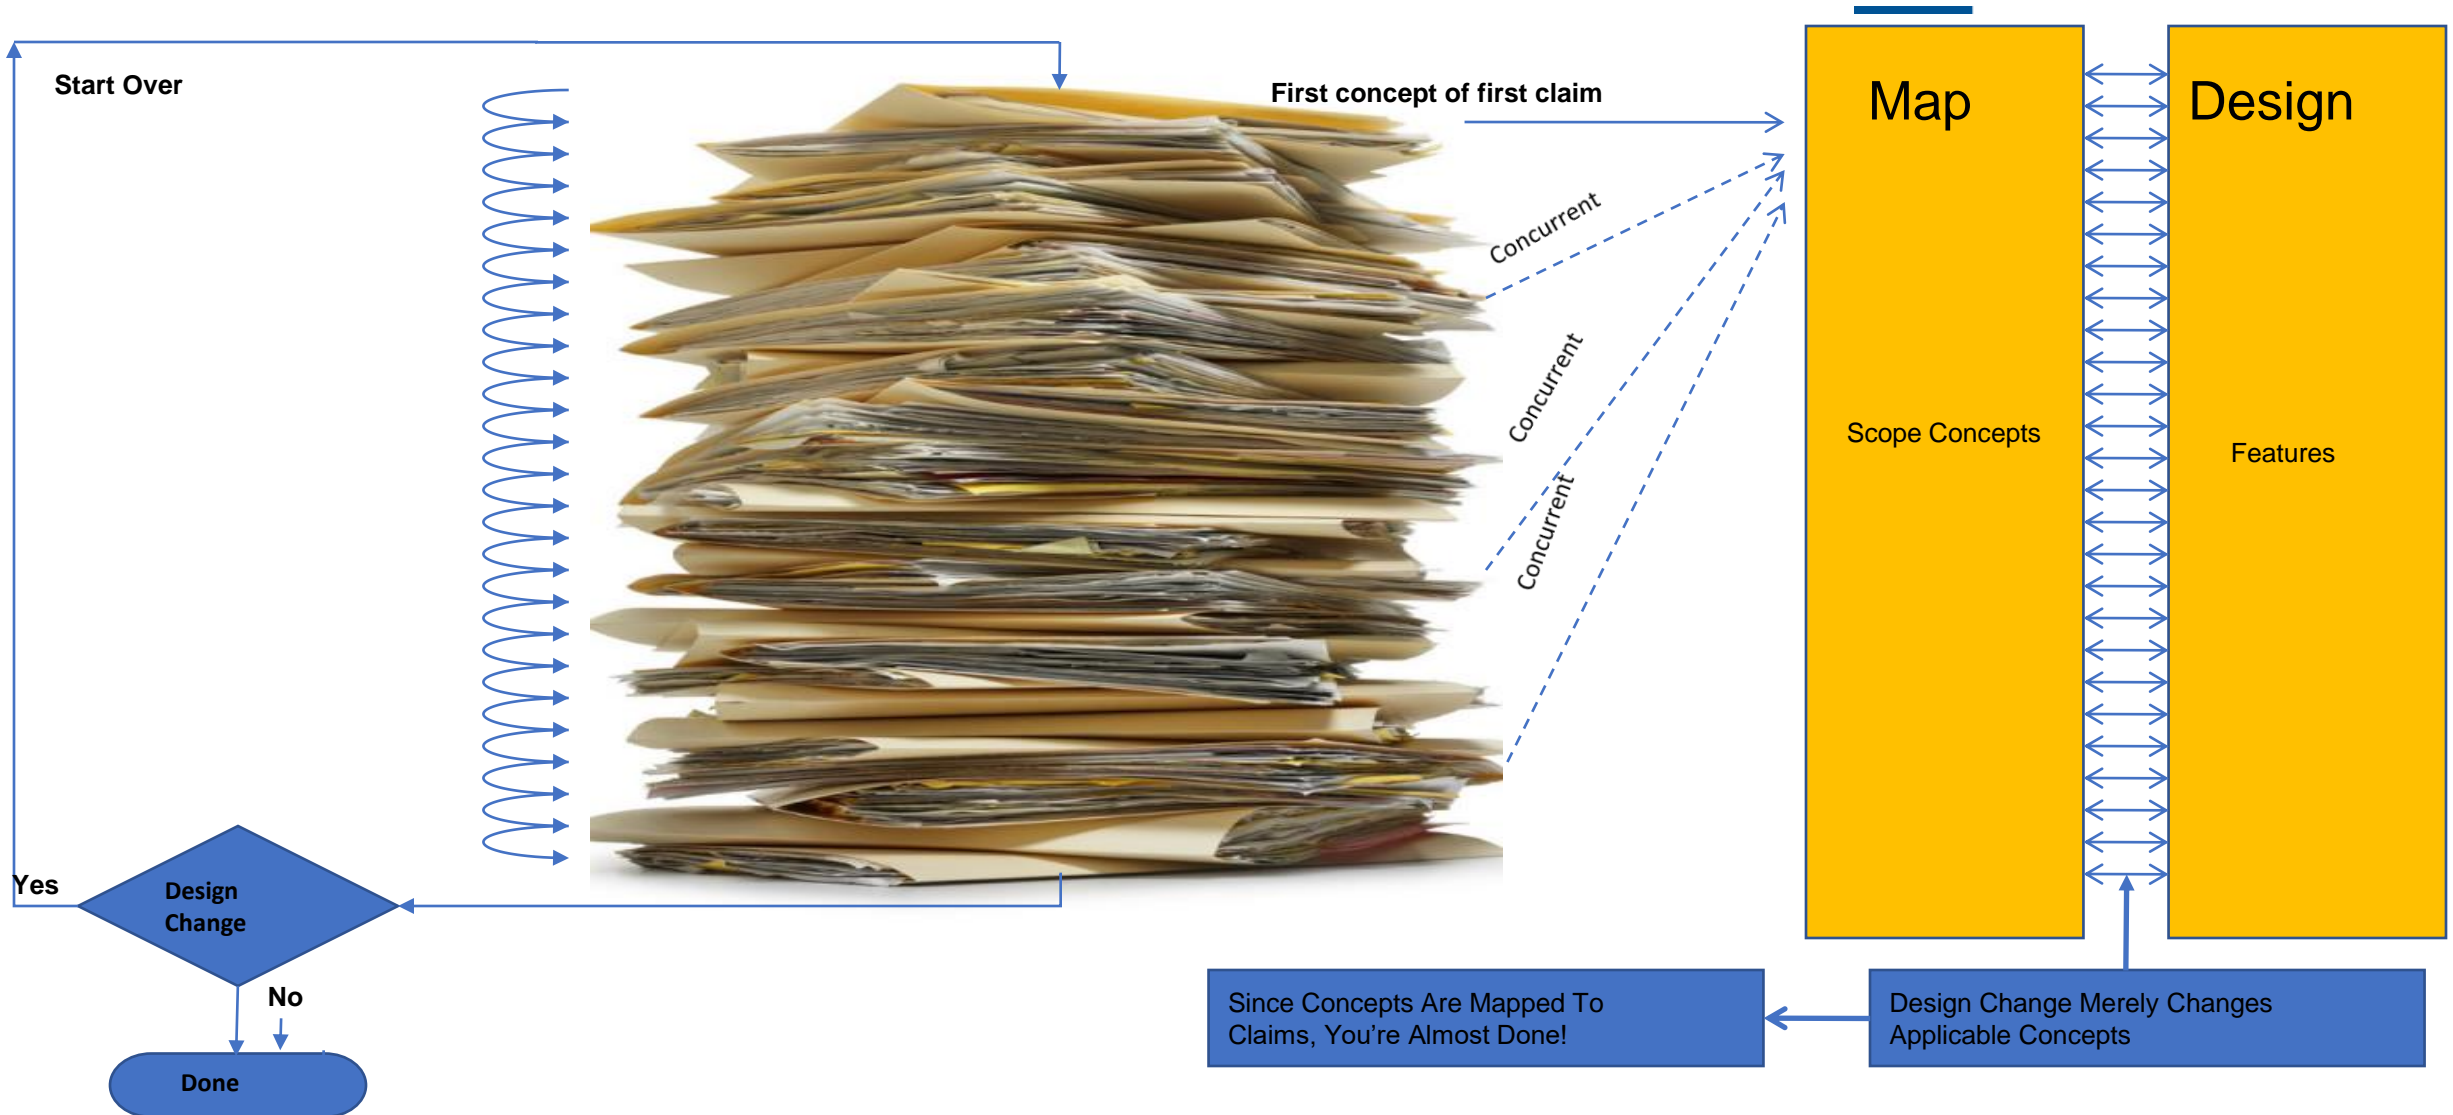 Start Over
First concept of first claim
Map
Design
Concurrent
Concurrent
Concurrent
Scope Concepts
Features
Yes
Design
Change
No
Done
Since Concepts Are Mapped To
Claims, You’re Almost Done!
Design Change Merely Changes
Applicable Concepts